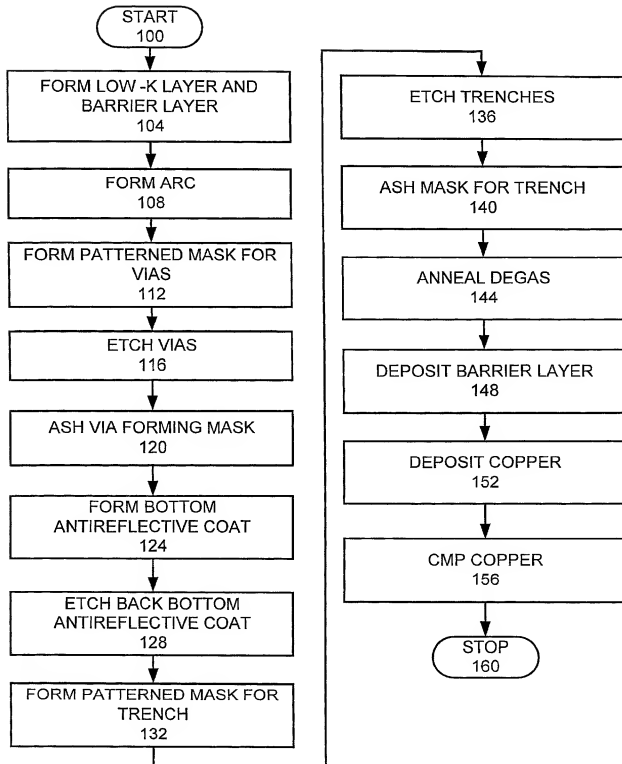 START
100
FORM LOW -K LAYER AND
BARRIER LAYER
104
FORM ARC
108
FORM PATTERNED MASK FOR
VIAS
112
ETCH VIAS
116
ASH VIA FORMING MASK
120
FORM BOTTOM
ANTIREFLECTIVE COAT
124
ETCH BACK BOTTOM
ANTIREFLECTIVE COAT
128
FORM PATTERNED MASK FOR
TRENCH
132
ETCH TRENCHES
136
ASH MASK FOR TRENCH
140
ANNEAL DEGAS
144
DEPOSIT BARRIER LAYER
148
DEPOSIT COPPER
152
CMP COPPER
156
STOP
160